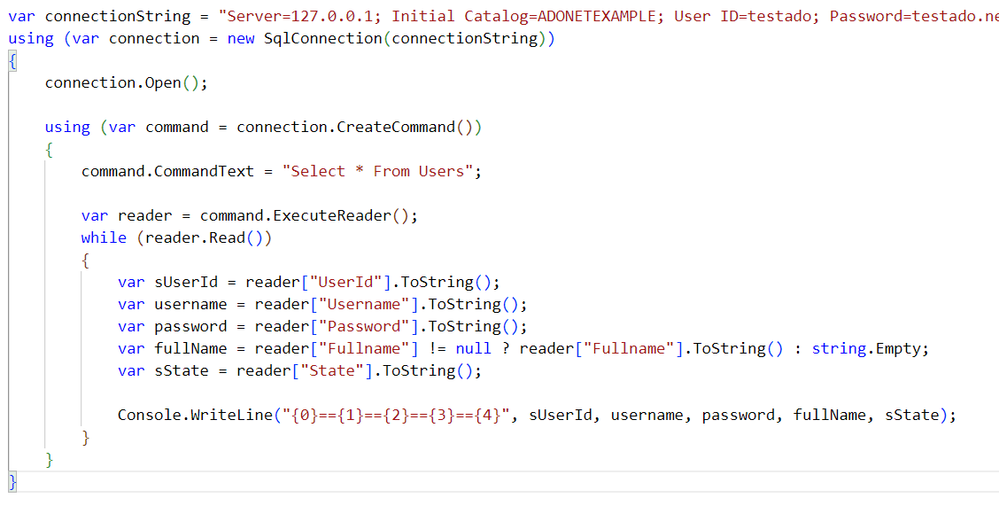 var connectionString = "Server=127.0.0.1; Initial Catalog=ADONETEXAMPLE; User ID=testado; Password=testado.ne
using (var connection = new SqlConnection(connectionString))
{
    connection.Open();

    using (var command = connection.CreateCommand())
    {
        command.CommandText = "Select * From Users";

        var reader = command.ExecuteReader();
        while (reader.Read())
        {
            var sUserId = reader["UserId"].ToString();
            var username = reader["Username"].ToString();
            var password = reader["Password"].ToString();
            var fullName = reader["Fullname"] != null ? reader["Fullname"].ToString() : string.Empty;
            var sState = reader["State"].ToString();

            Console.WriteLine("{0}=={1}=={2}=={3}=={4}", sUserId, username, password, fullName, sState);
        }
    }
}